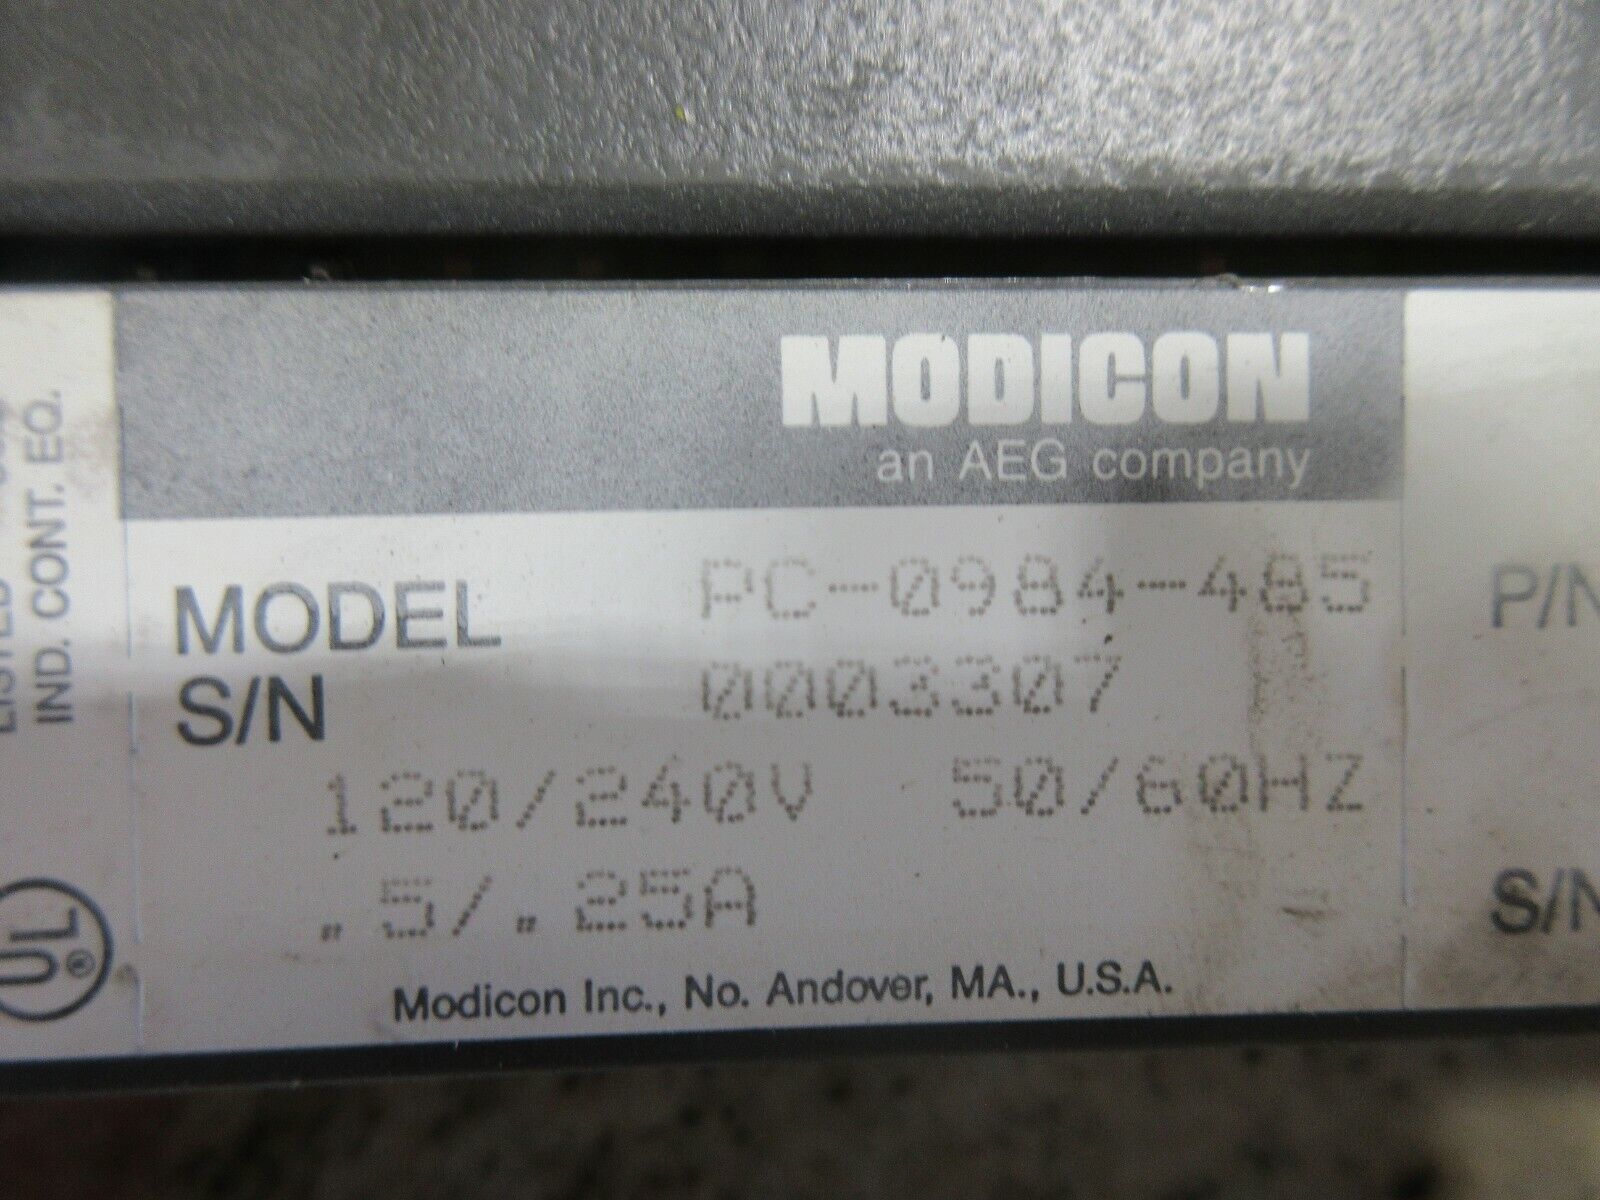 LISTED
IND. CONT. EQ.
UL®
MODICON
an AEG company
MODEL PC-0984-485
S/N 0003307
120/240V 50/60HZ
.5/.25A
Modicon Inc., No. Andover, MA., U.S.A.
P/N
S/N